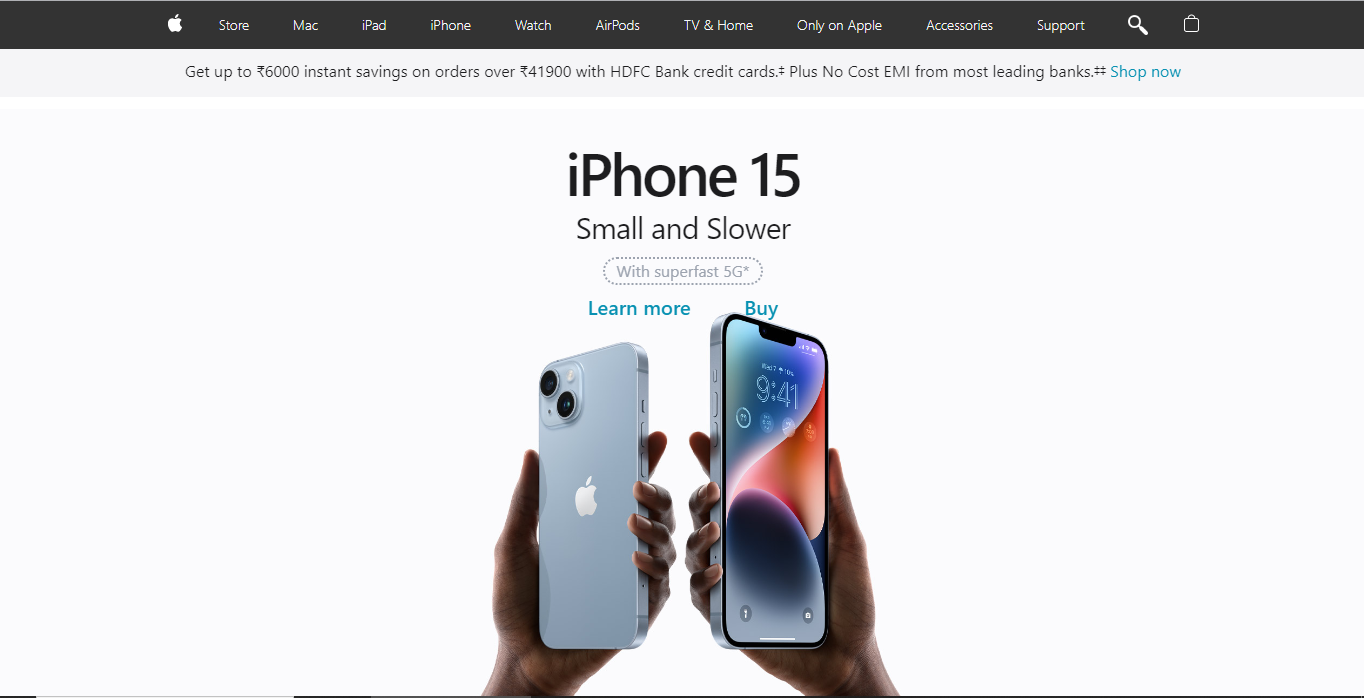 Store Mac iPad iPhone Watch AirPods TV & Home Only on Apple Accessories Support
Get up to ₹6000 instant savings on orders over ₹41900 with HDFC Bank credit cards.‡ Plus No Cost EMI from most leading banks.‡‡ Shop now
iPhone 15
Small and Slower
With superfast 5G*
Learn more Buy
9:41